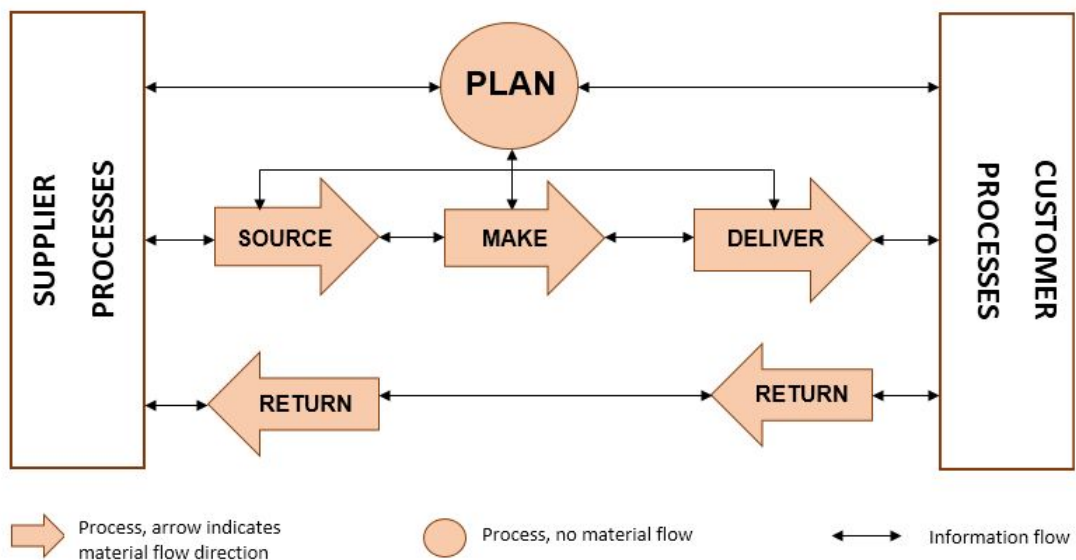 PLAN
SUPPLIER
PROCESSES
SOURCE
MAKE
DELIVER
CUSTOMER
PROCESSES
RETURN
RETURN
Process, arrow indicates
material flow direction
Process, no material flow
Information flow